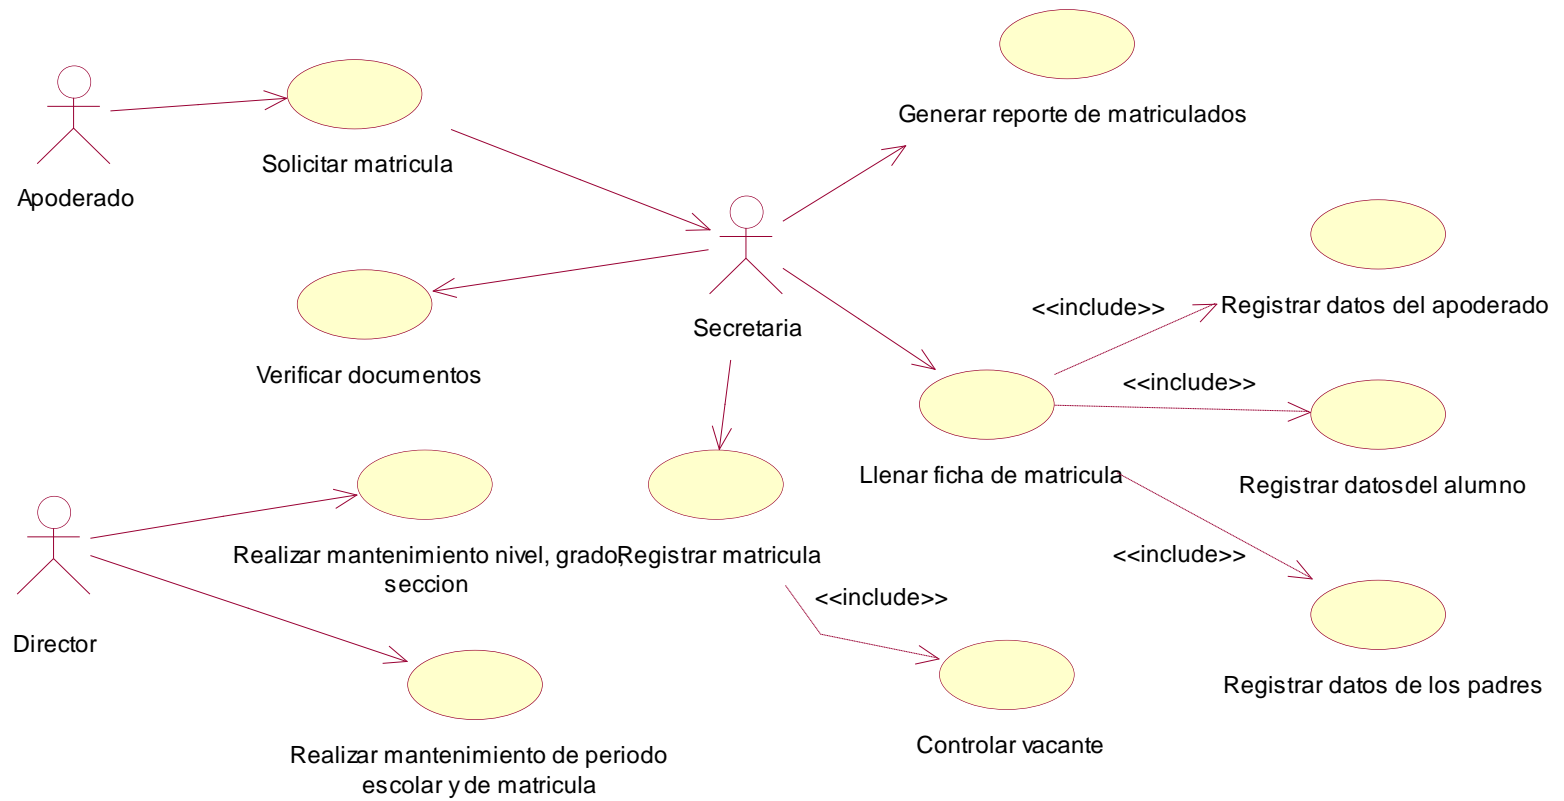 Generar reporte de matriculados
Solicitar matricula
Apoderado
Registrar datos del apoderado
<<include>>
Secretaria
Verificar documentos
<<include>>
Llenar ficha de matricula
Registrar datos del alumno
Realizar mantenimiento nivel, grado,
seccion
Registrar matricula
<<include>>
<<include>>
Director
Registrar datos de los padres
Controlar vacante
Realizar mantenimiento de periodo
escolar y de matricula